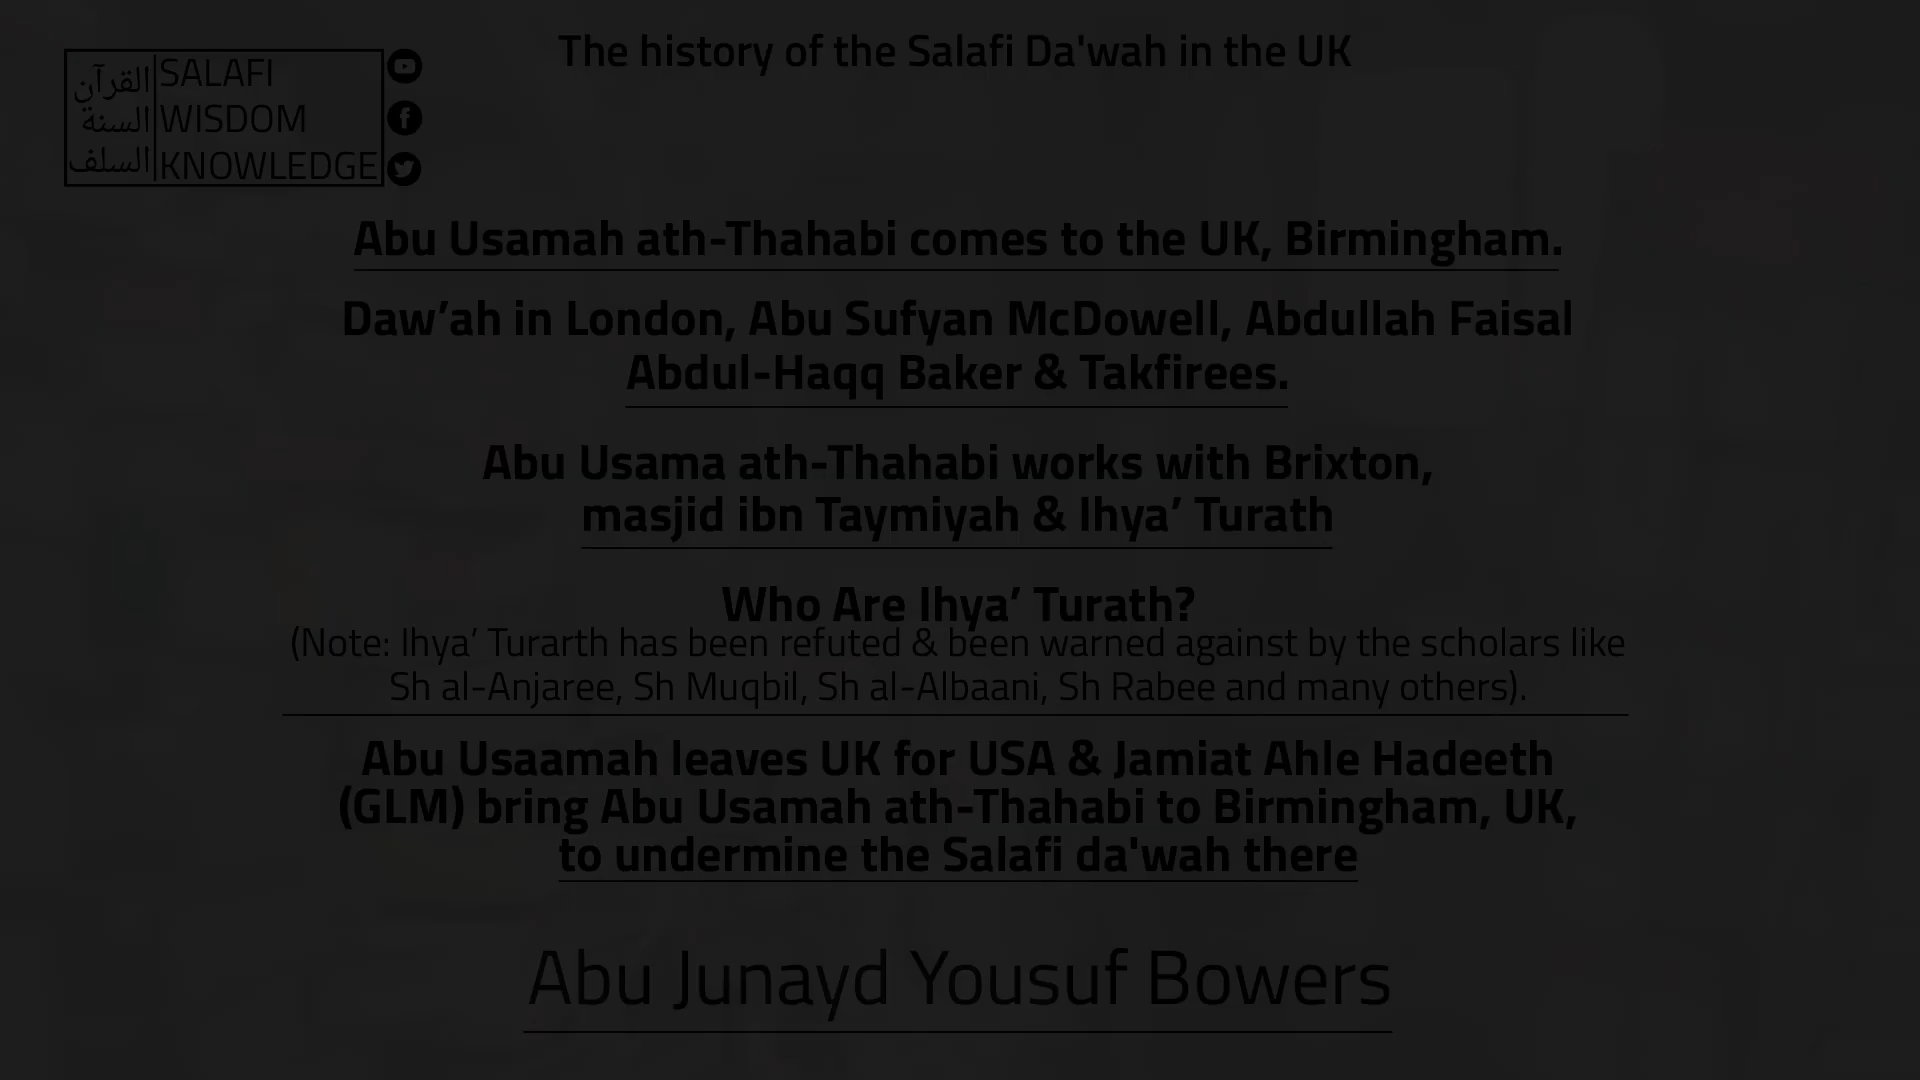 The history of the Salafi Da'wah in the UK
القرآن
السنة
السلف
SALAFI
WISDOM
KNOWLEDGE
Abu Usamah ath-Thahabi comes to the UK, Birmingham.
Daw’ah in London, Abu Sufyan McDowell, Abdullah Faisal
Abdul-Haqq Baker & Takfirees.
Abu Usama ath-Thahabi works with Brixton,
masjid ibn Taymiyah & Ihya’ Turath
Who Are Ihya’ Turath?
(Note: Ihya’ Turarth has been refuted & been warned against by the scholars like
Sh al-Anjaree, Sh Muqbil, Sh al-Albaani, Sh Rabee and many others).
Abu Usaamah leaves UK for USA & Jamiat Ahle Hadeeth
(GLM) bring Abu Usamah ath-Thahabi to Birmingham, UK,
to undermine the Salafi da'wah there
Abu Junayd Yousuf Bowers